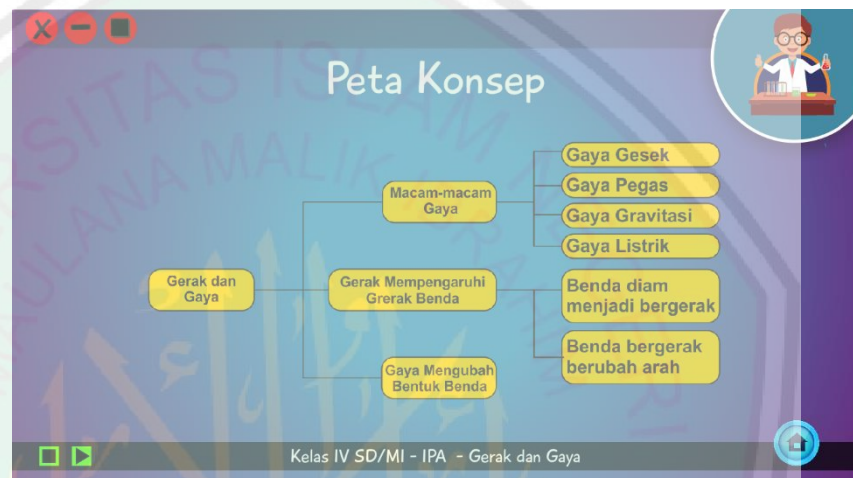 Peta Konsep
Gaya Gesek
Gaya Pegas
Gaya Gravitasi
Gaya Listrik
Macam-macam
Gaya
Gerak dan
Gaya
Gerak Mempengaruhi
Grerak Benda
Benda diam
menjadi bergerak
Benda bergerak
berubah arah
Gaya Mengubah
Bentuk Benda
Kelas IV SD/MI - IPA - Gerak dan Gaya